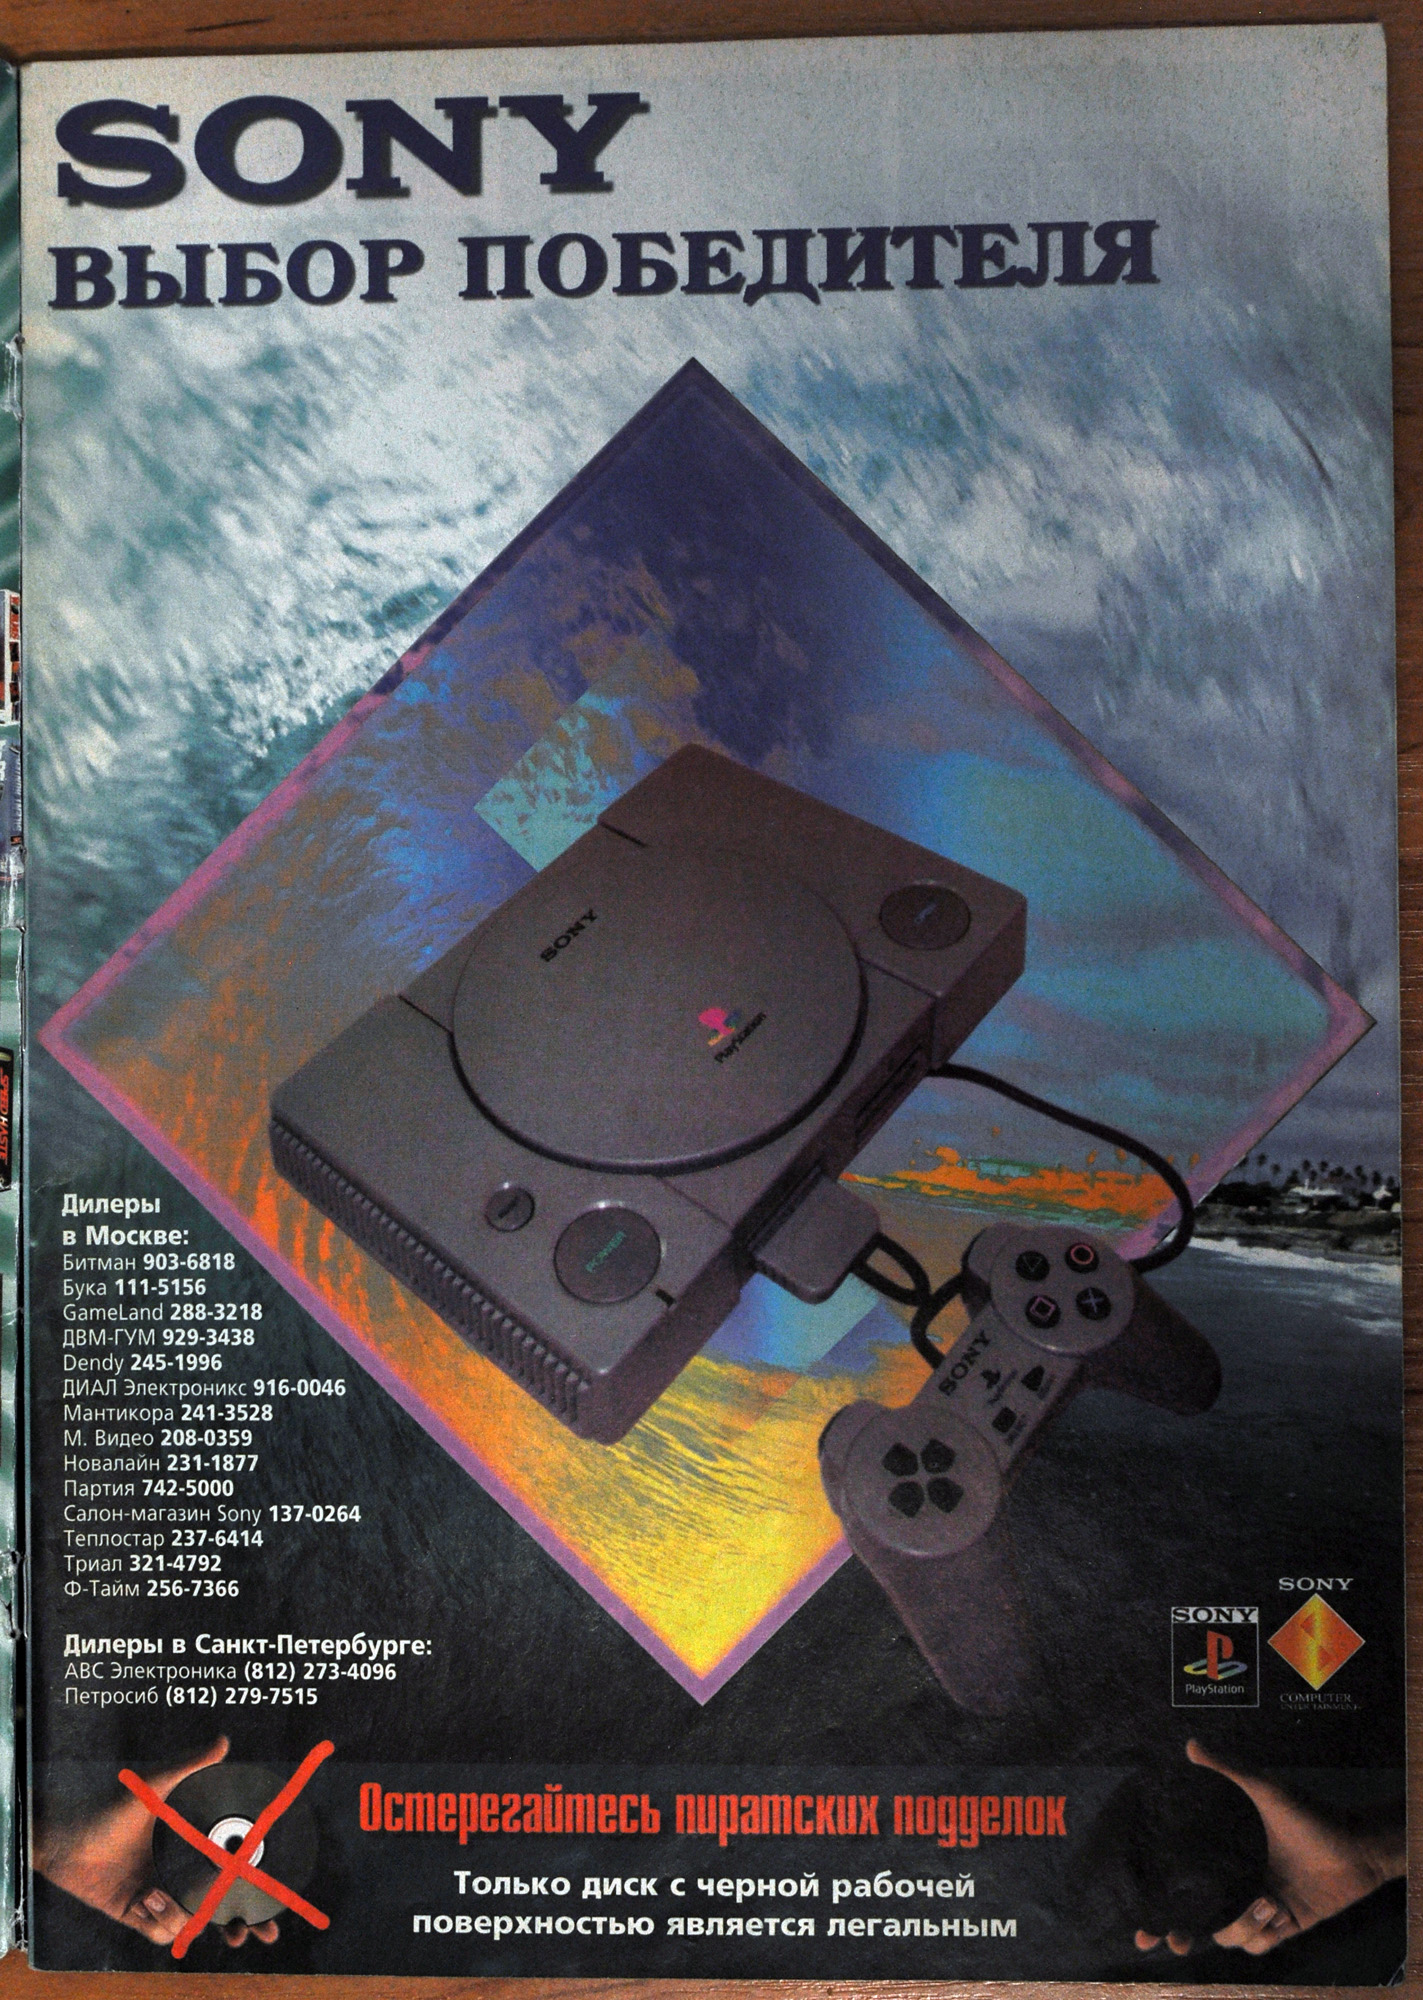 SONY
ВЫБОР ПОБЕДИТЕЛЯ
SONY
PlayStation
POWER
SONY
Дилеры
в Москве:
Битман 903-6818
Бука 111-5156
GameLand 288-3218
ДВМ-ГУМ 929-3438
Dendy 245-1996
ДИАЛ Электроникс 916-0046
Мантикора 241-3528
М. Видео 208-0359
Новалайн 231-1877
Партия 742-5000
Салон-магазин Sony 137-0264
Теплостар 237-6414
Триал 321-4792
Ф-Тайм 256-7366
Дилеры в Санкт-Петербурге:
АВС Электроника (812) 273-4096
Петросиб (812) 279-7515
SONY
PlayStation
SONY
COMPUTER
ENTERTAINMENT
Остерегайтесь пиратских подделок
Только диск с черной рабочей
поверхностью является легальным